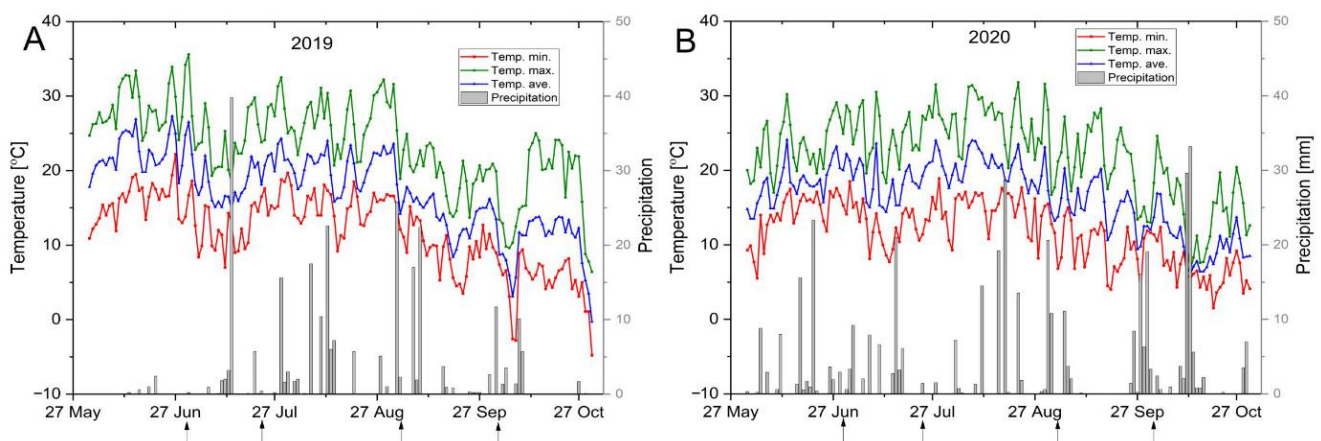 A
2019
Temp. min.
Temp. max.
Temp. ave.
Precipitation
Temperature [°C]
40
30
20
10
0
−10
Precipitation
50
40
30
20
10
0
27 May
27 Jun
27 Jul
27 Aug
27 Sep
27 Oct
B
2020
Temp. min.
Temp. max.
Temp. ave.
Precipitation
Temperature [°C]
40
30
20
10
0
−10
Precipitation [mm]
50
40
30
20
10
0
27 May
27 Jun
27 Jul
27 Aug
27 Sep
27 Oct